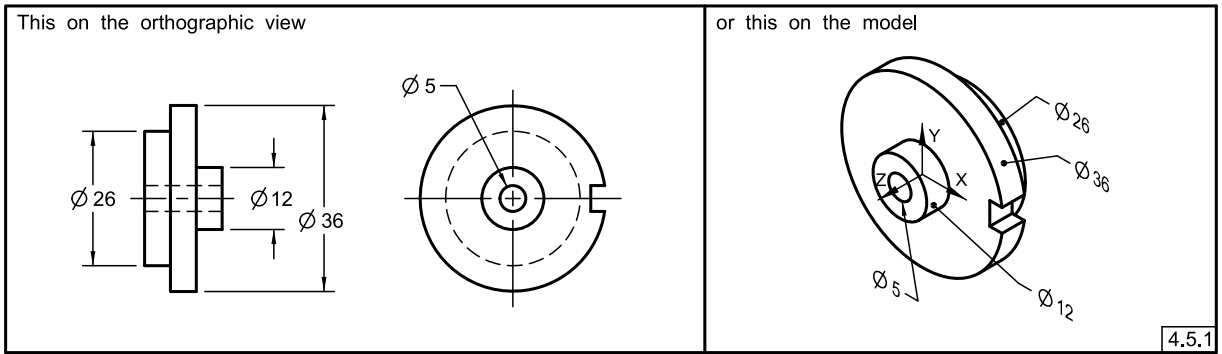 This on the orthographic view
∅ 5
∅ 26
∅ 12
∅ 36
or this on the model
∅ 26
∅ 36
Y
X
Z
∅ 5
∅ 12
4.5.1